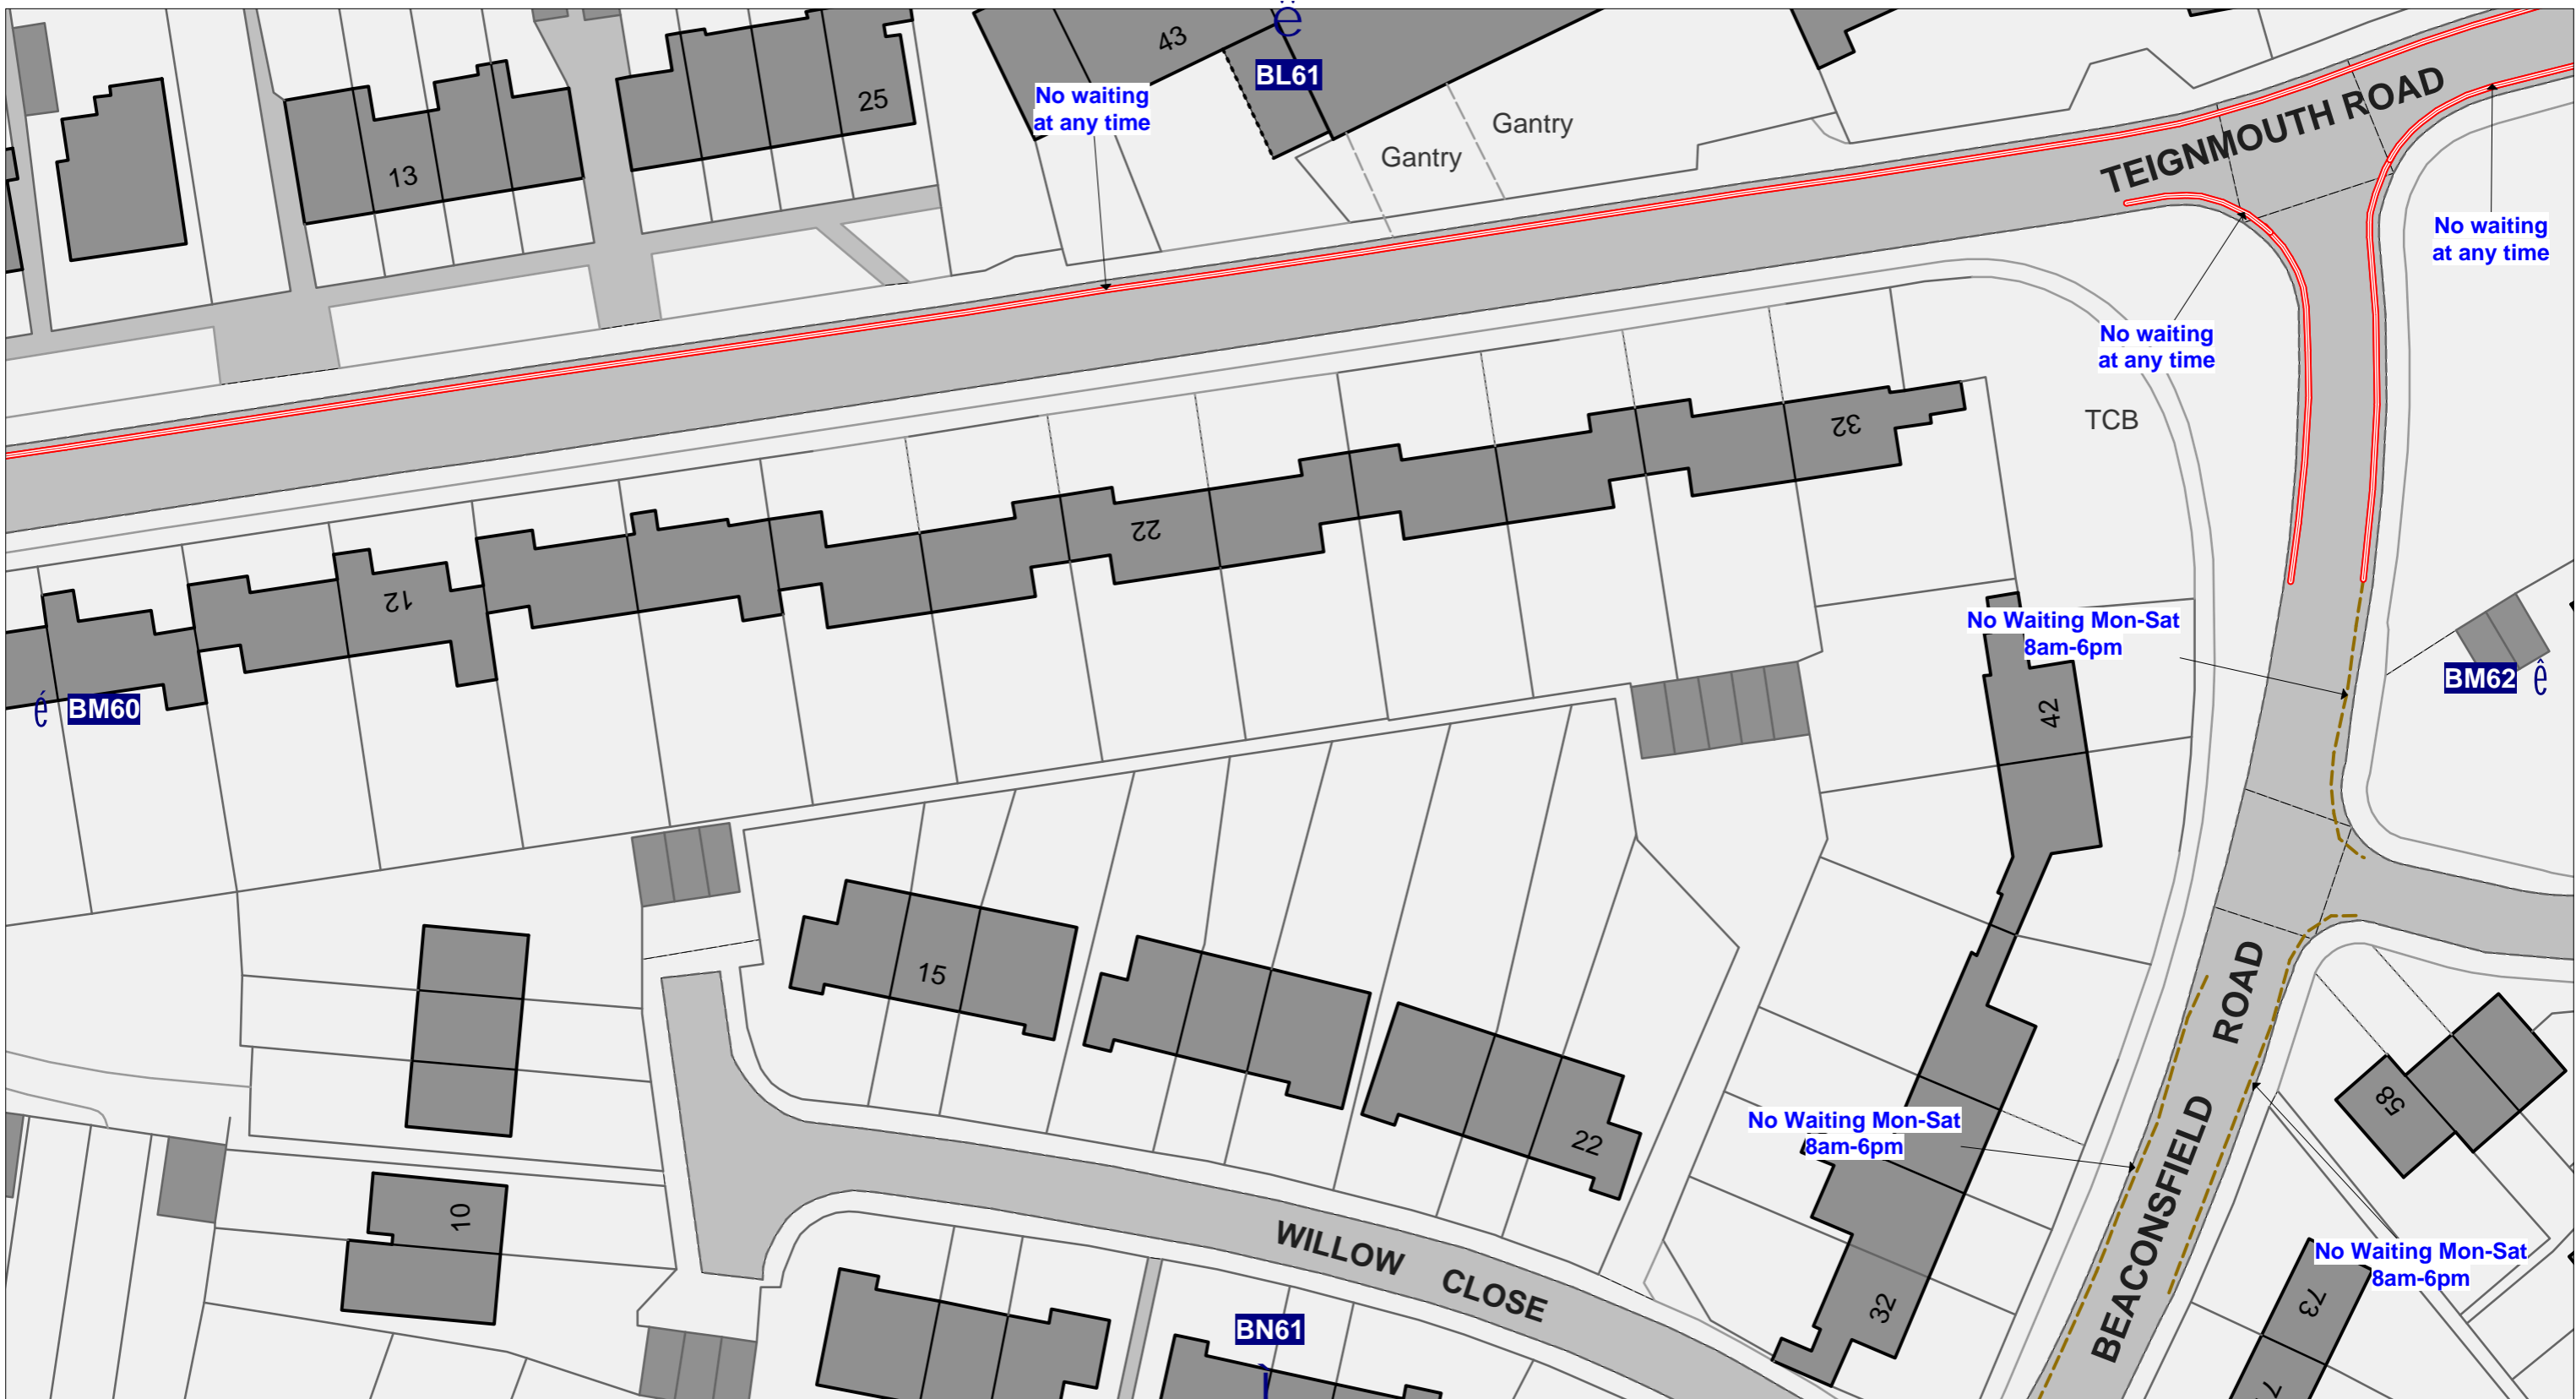 43
BL61
25
No waiting
at any time
Gantry
Gantry
13
TEIGNMOUTH ROAD
No waiting
at any time
No waiting
at any time
TCB
32
22
12
No Waiting Mon-Sat
8am-6pm
BM60
BM62
42
15
ROAD
58
No Waiting Mon-Sat
8am-6pm
22
10
BEACONSFIELD
WILLOW CLOSE
No Waiting Mon-Sat
8am-6pm
73
32
BN61